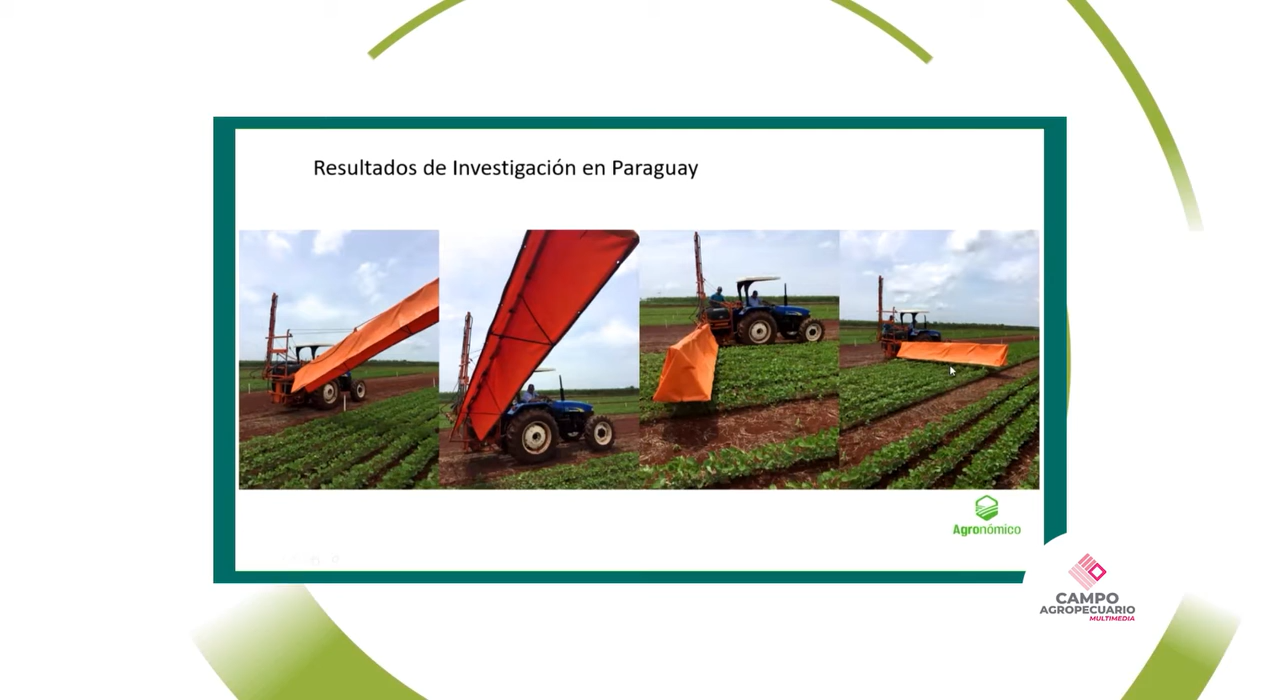 Resultados de Investigación en Paraguay
Agronómico
CAMPO
AGROPECUARIO
MULTIMEDIA